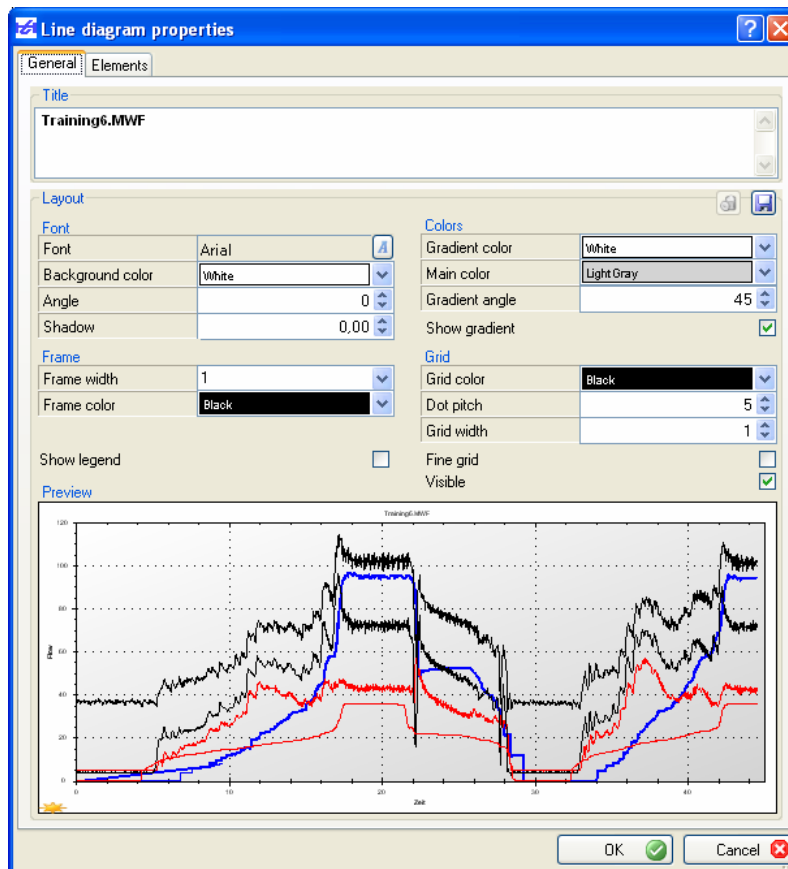 Line diagram properties
General Elements
Title
Training6.MWF
Layout
Font
Font Arial A
Background color White
Angle 0
Shadow 0,00
Colors
Gradient color White
Main color Light Gray
Gradient angle 45
Show gradient
Frame
Frame width 1
Frame color Black
Grid
Grid color Black
Dot pitch 5
Grid width 1
Show legend
Fine grid
Visible
Preview
Training6.MWF
120
100
80
60
40
20
0
Flow
0 10 20 30 40
Zeit
OK Cancel